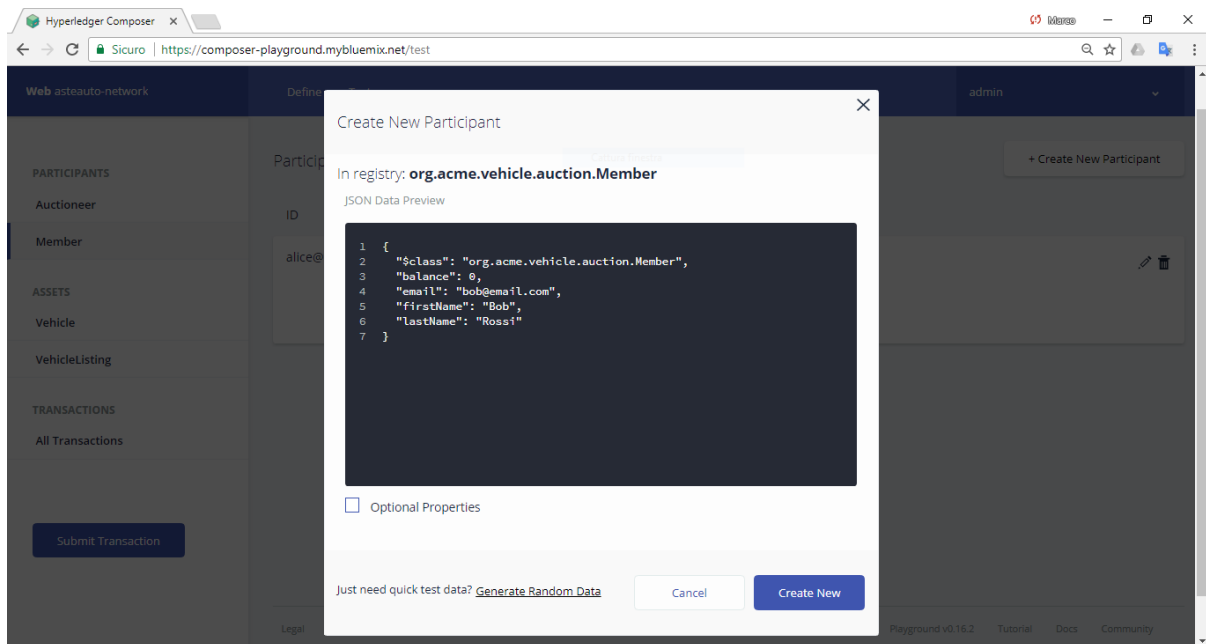 Hyperledger Composer
Marco
Sicuro | https://composer-playground.mybluemix.net/test
Web asteauto-network
Define
admin
Create New Participant
PARTICIPANTS
Auctioneer
Member
ASSETS
Vehicle
VehicleListing
TRANSACTIONS
All Transactions
Submit Transaction
Particip
+ Create New Participant
ID
alice@
In registry: org.acme.vehicle.auction.Member
JSON Data Preview
1 {
2 "$class": "org.acme.vehicle.auction.Member",
3 "balance": 0,
4 "email": "bob@email.com",
5 "firstName": "Bob",
6 "lastName": "Rossi"
7 }
Optional Properties
Just need quick test data? Generate Random Data
Cancel
Create New
Legal
Playground v0.16.2 Tutorial Docs Community